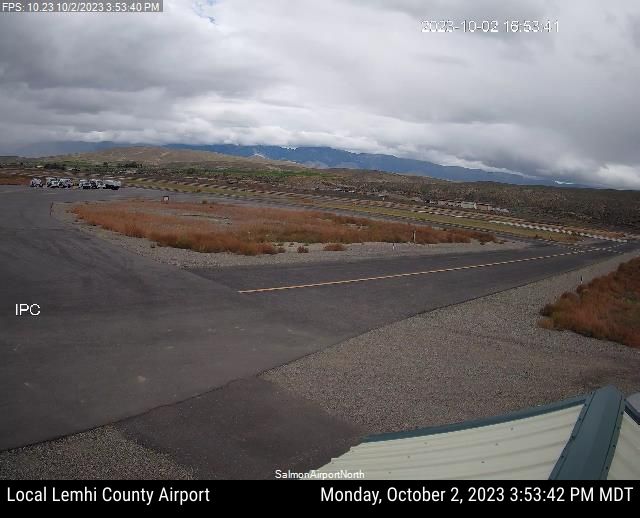 FPS: 10.23 10/2/2023 3:53:40 PM
2023-10-02 15:53:41
IPC
SalmonAirportNorth
Local Lemhi County Airport
Monday, October 2, 2023 3:53:42 PM MDT